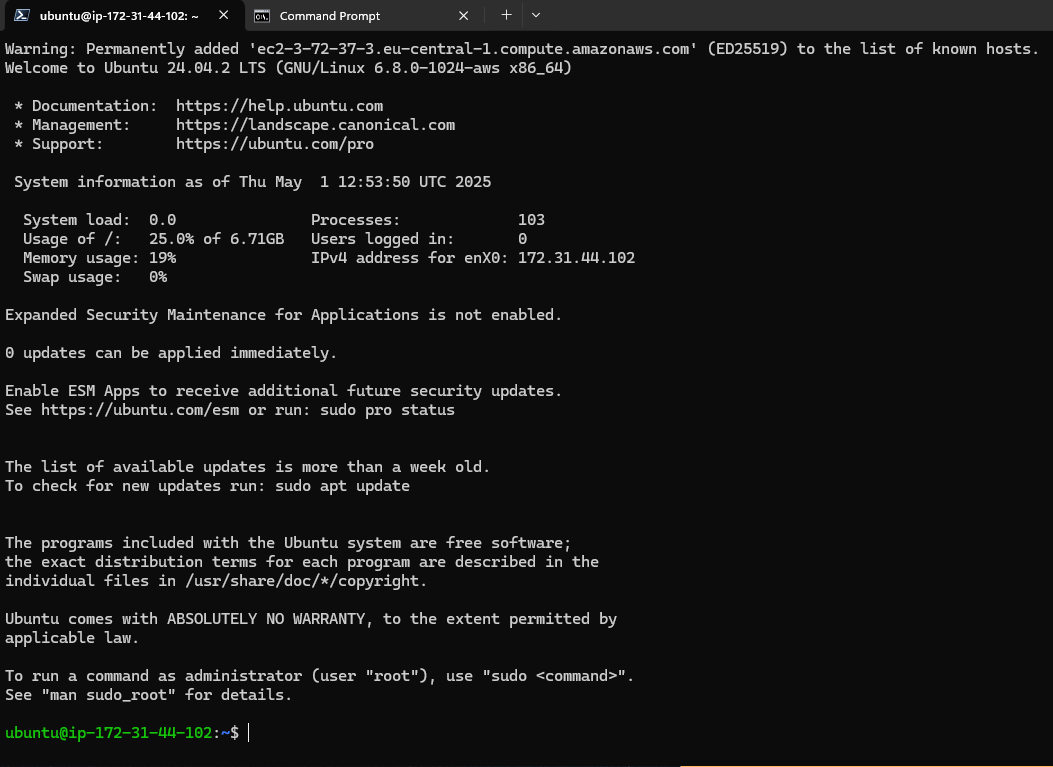 ubuntu@ip-172-31-44-102: ~
Command Prompt
Warning: Permanently added 'ec2-3-72-37-3.eu-central-1.compute.amazonaws.com' (ED25519) to the list of known hosts.
Welcome to Ubuntu 24.04.2 LTS (GNU/Linux 6.8.0-1024-aws x86_64)

 * Documentation:  https://help.ubuntu.com
 * Management:     https://landscape.canonical.com
 * Support:        https://ubuntu.com/pro

 System information as of Thu May  1 12:53:50 UTC 2025

  System load:  0.0               Processes:             103
  Usage of /:   25.0% of 6.71GB   Users logged in:       0
  Memory usage: 19%               IPv4 address for enX0: 172.31.44.102
  Swap usage:   0%

Expanded Security Maintenance for Applications is not enabled.

0 updates can be applied immediately.

Enable ESM Apps to receive additional future security updates.
See https://ubuntu.com/esm or run: sudo pro status

The list of available updates is more than a week old.
To check for new updates run: sudo apt update

The programs included with the Ubuntu system are free software;
the exact distribution terms for each program are described in the
individual files in /usr/share/doc/*/copyright.

Ubuntu comes with ABSOLUTELY NO WARRANTY, to the extent permitted by
applicable law.

To run a command as administrator (user "root"), use "sudo <command>".
See "man sudo_root" for details.

ubuntu@ip-172-31-44-102:~$